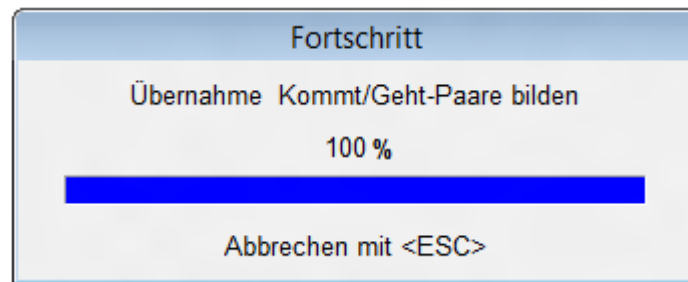 Fortschritt
Übernahme Kommt/Geht-Paare bilden
100 %
Abbrechen mit <ESC>